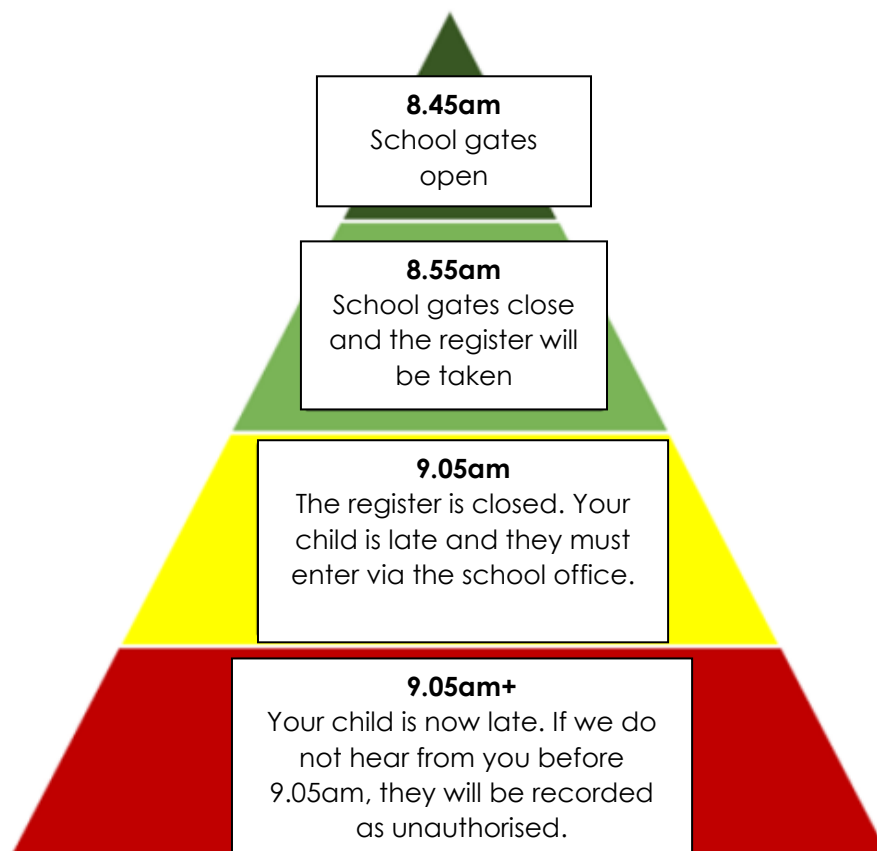 8.45am
School gates
open
8.55am
School gates close
and the register will
be taken
9.05am
The register is closed. Your
child is late and they must
enter via the school office.
9.05am+
Your child is now late. If we do
not hear from you before
9.05am, they will be recorded
as unauthorised.